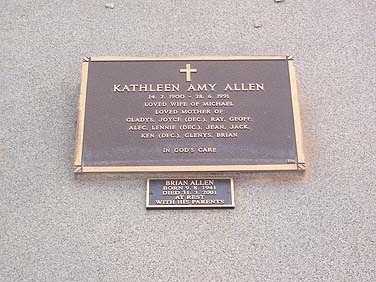 KATHLEEN AMY ALLEN
14. 7. 1900 - 28. 6. 1991
LOVED WIFE OF MICHAEL
LOVED MOTHER OF
GLADYS, JOYCE (DEC.), RAY, GEOFF,
ALEC, LENNIE (DEC.), JEAN, JACK,
KEN (DEC.), GLENYS, BRIAN
IN GOD'S CARE
BRIAN ALLEN
BORN 9. 8. 1941
DIED 31. 3. 2001
AT REST
WITH HIS PARENTS